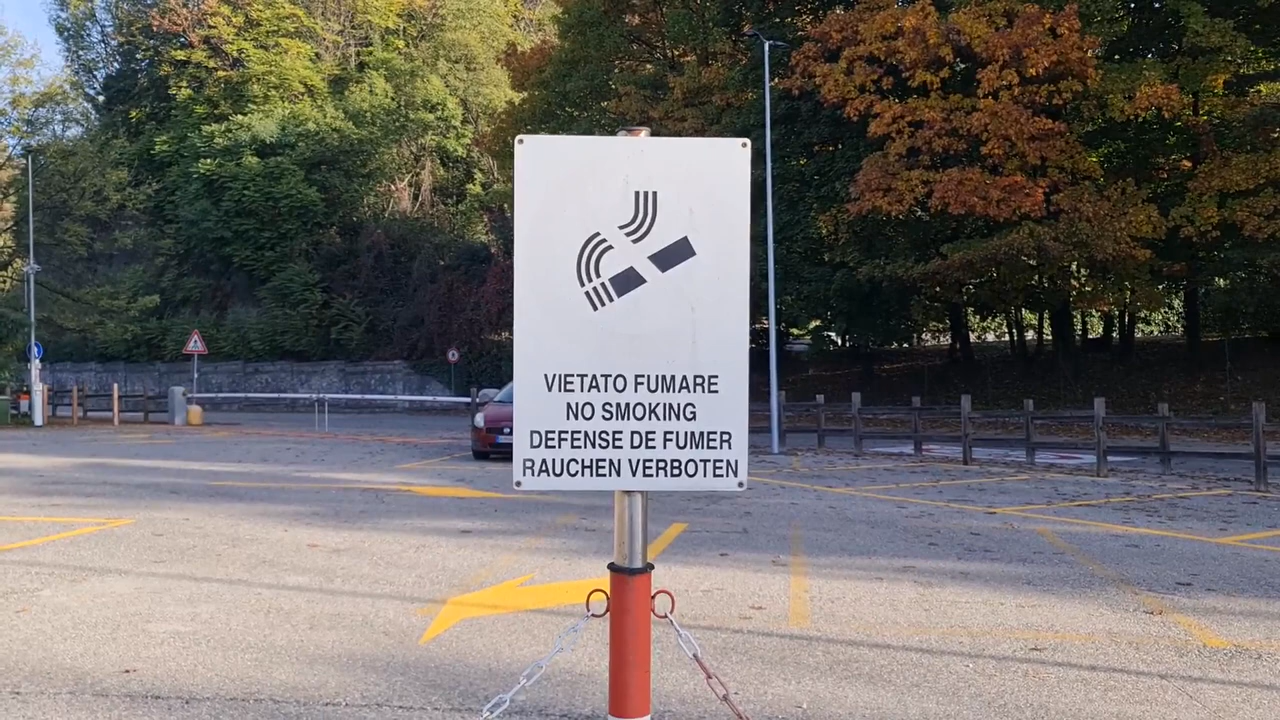 VIETATO FUMARE
NO SMOKING
DEFENSE DE FUMER
RAUCHEN VERBOTEN